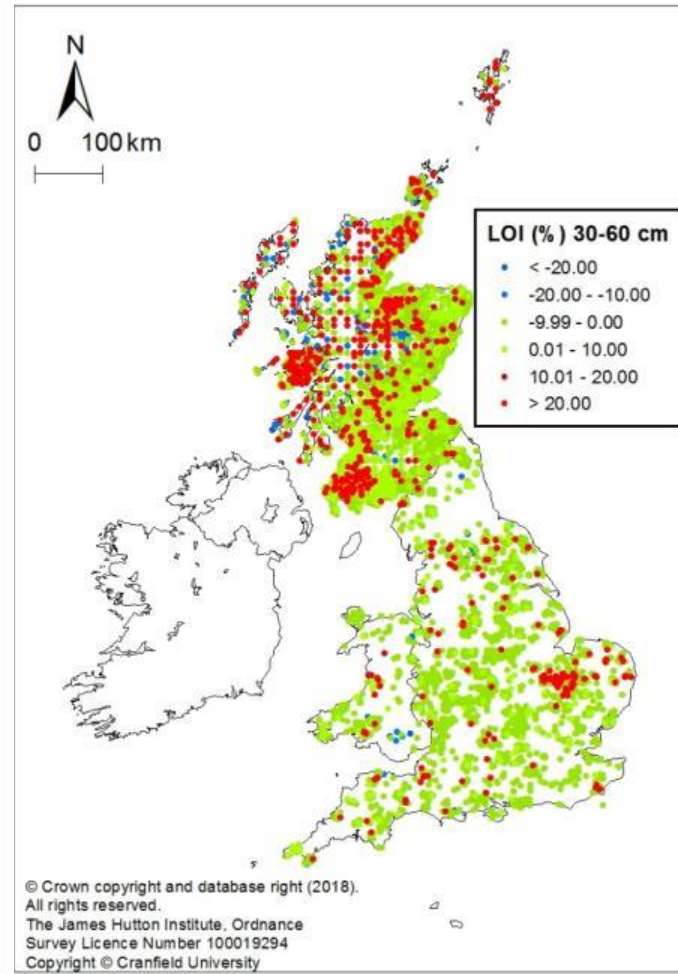 N
0 100 km
LOI (%) 30-60 cm
< -20.00
-20.00 - -10.00
-9.99 - 0.00
0.01 - 10.00
10.01 - 20.00
> 20.00
© Crown copyright and database right (2018).
All rights reserved.
The James Hutton Institute, Ordnance
Survey Licence Number 100019294
Copyright © Cranfield University